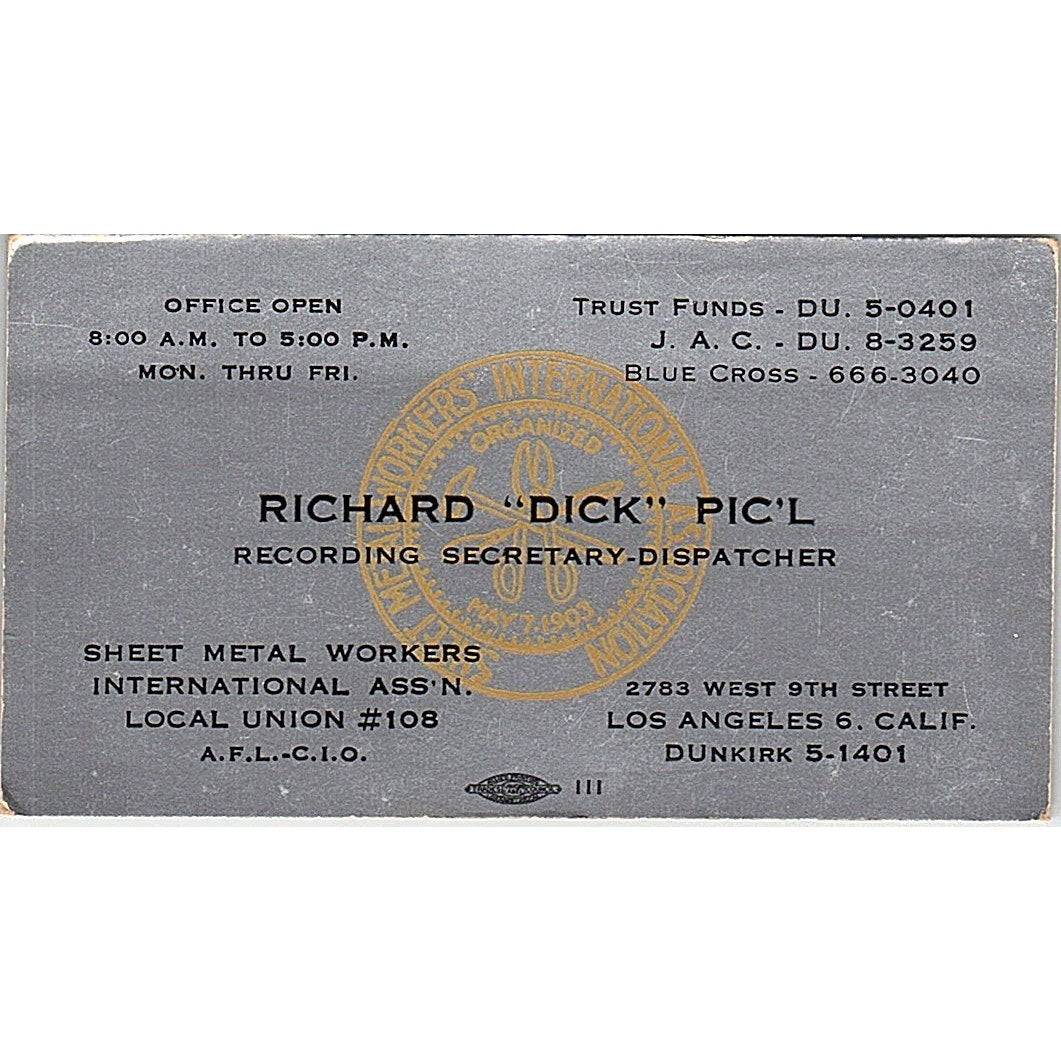 OFFICE OPEN
8:00 A.M. TO 5:00 P.M.
MON. THRU FRI.
TRUST FUNDS - DU. 5-0401
J. A. C. - DU. 8-3259
BLUE CROSS - 666-3040
SHEET METAL WORKERS' INTERNATIONAL ASSOCIATION
ORGANIZED
MAY 7, 1903
RICHARD "DICK" PIC'L
RECORDING SECRETARY-DISPATCHER
SHEET METAL WORKERS
INTERNATIONAL ASS'N.
LOCAL UNION #108
A.F.L.-C.I.O.
2783 WEST 9TH STREET
LOS ANGELES 6, CALIF.
DUNKIRK 5-1401
111